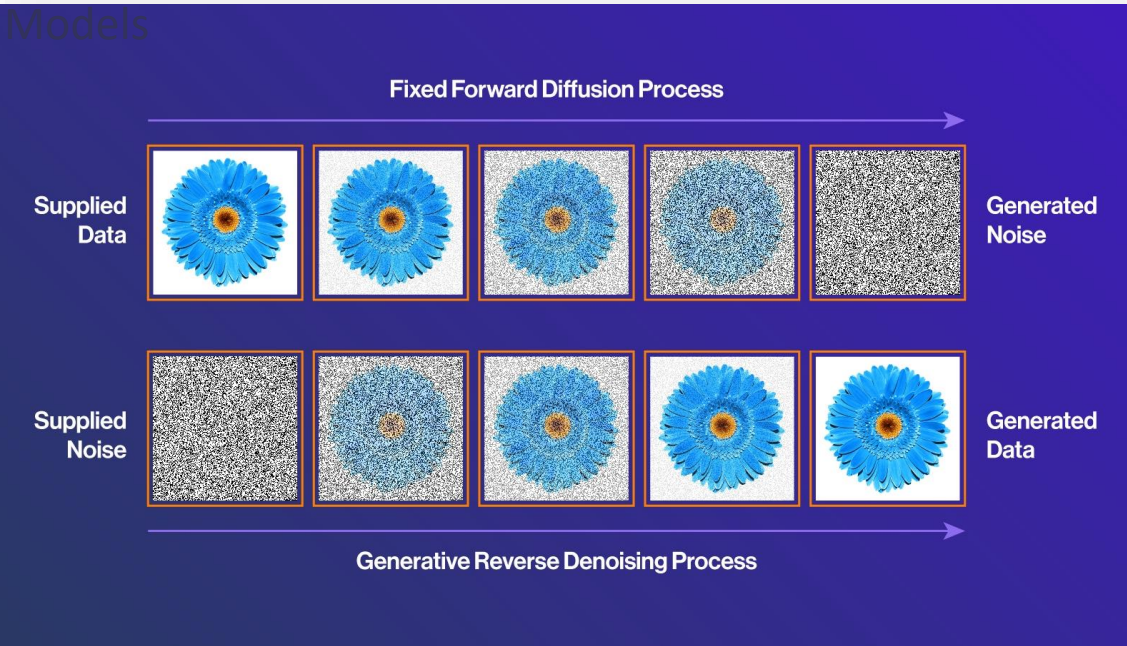 Models
Fixed Forward Diffusion Process
Supplied
Data
Generated
Noise
Supplied
Noise
Generated
Data
Generative Reverse Denoising Process